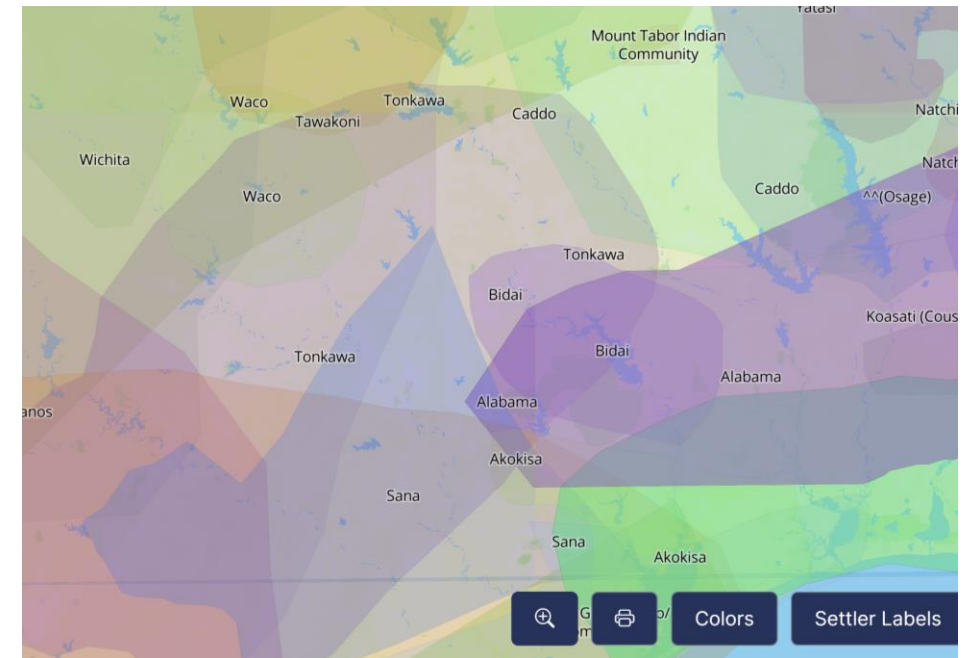 Yatasi
Mount Tabor Indian
Community
Waco
Tonkawa
Tawakoni
Caddo
Natchi
Wichita
Natch
Waco
Caddo
^^(Osage)
Tonkawa
Bidai
Koasati (Cous
Tonkawa
Bidai
Alabama
anos
Alabama
Akokisa
Sana
Sana
Akokisa
Colors
Settler Labels